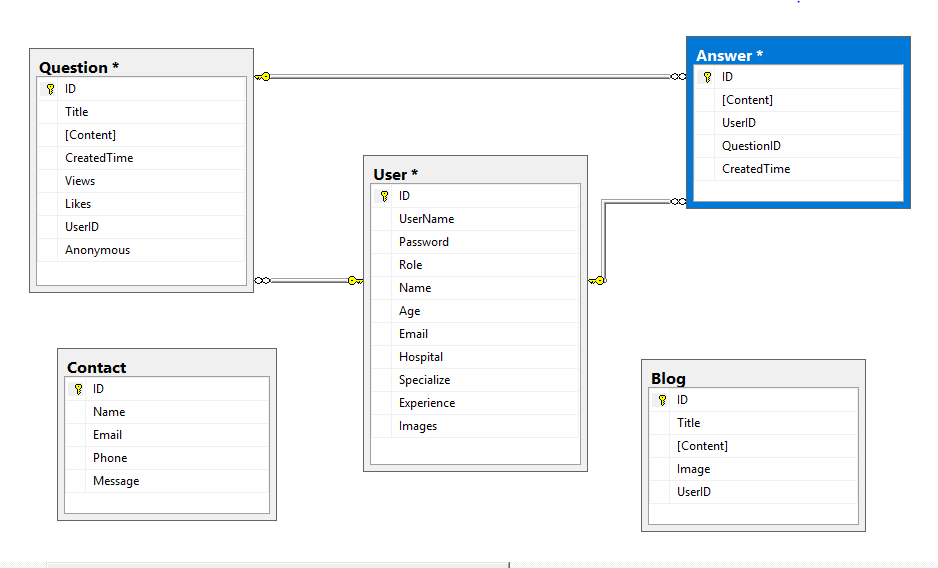 Question *
ID
Title
[Content]
CreatedTime
Views
Likes
UserID
Anonymous
Answer *
ID
[Content]
UserID
QuestionID
CreatedTime
User *
ID
UserName
Password
Role
Name
Age
Email
Hospital
Specialize
Experience
Images
Contact
ID
Name
Email
Phone
Message
Blog
ID
Title
[Content]
Image
UserID